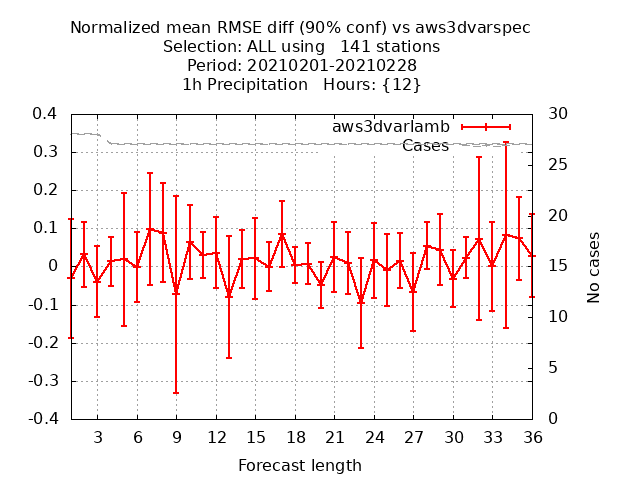 Normalized mean RMSE diff (90% conf) vs aws3dvarspec
Selection: ALL using   141 stations
Period: 20210201-20210228
1h Precipitation   Hours: {12}
aws3dvarlamb
Cases
0.4
0.3
0.2
0.1
0
-0.1
-0.2
-0.3
-0.4
30
25
20
15
10
5
0
No cases
3 6 9 12 15 18 21 24 27 30 33 36
Forecast length